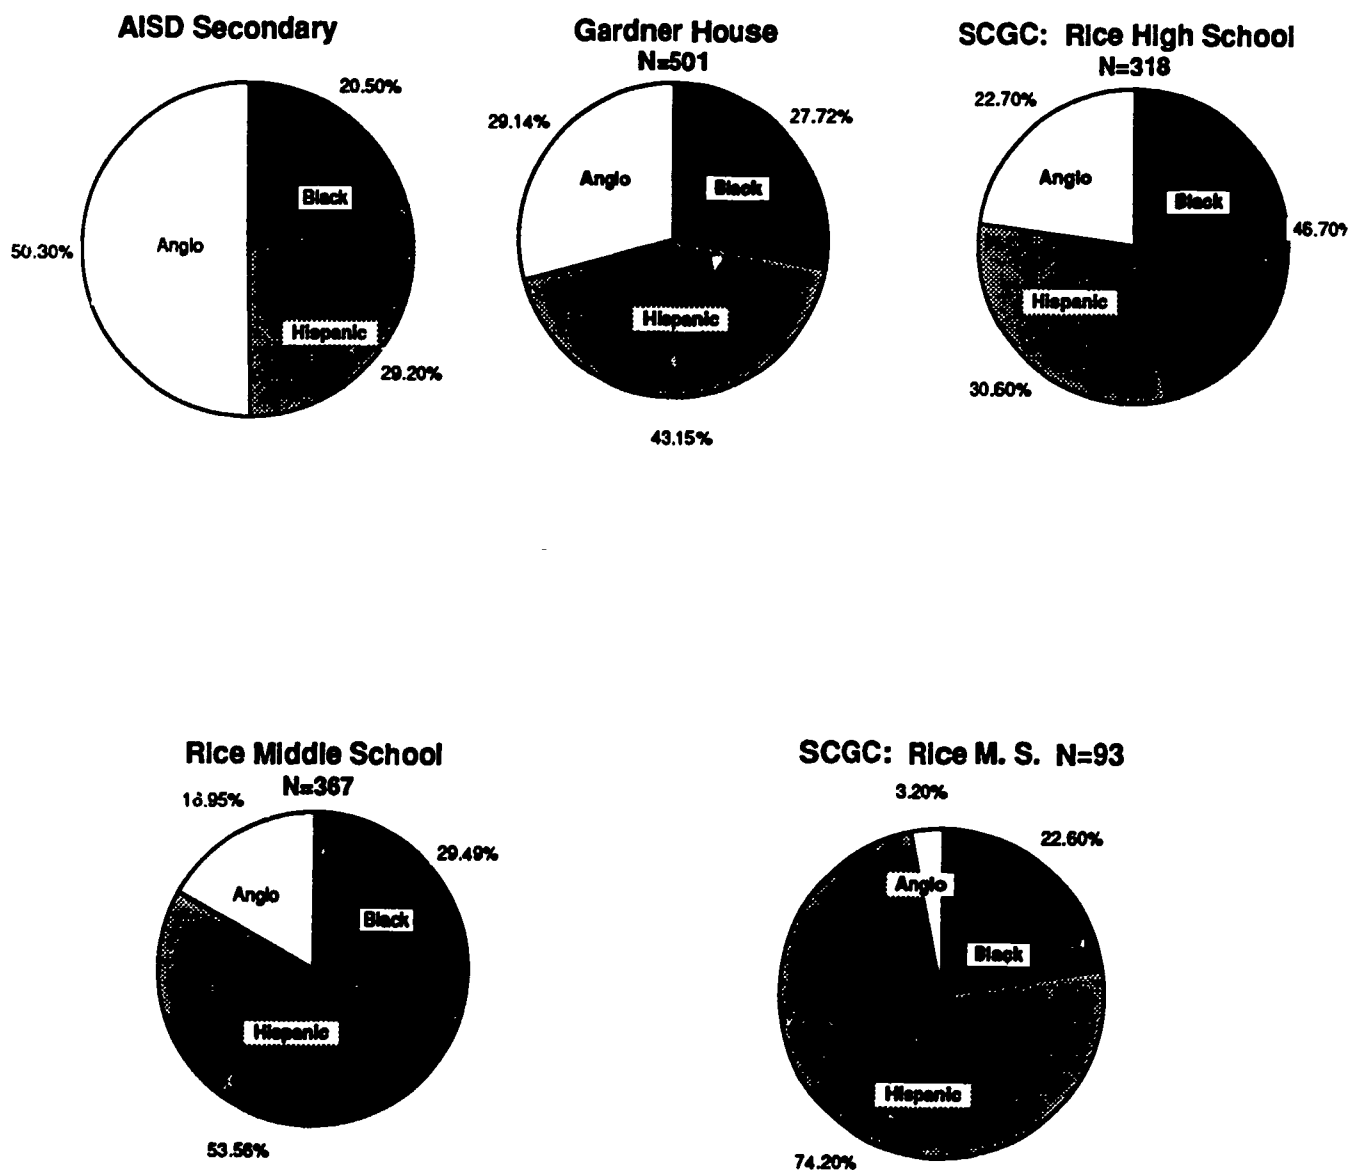 AISD Secondary
20.50%
Black
Anglo
50.30%
Hispanic
29.20%
Gardner House
N=501
29.14%
27.72%
Anglo
Black
Hispanic
43.15%
SCGC: Rice High School
N=318
22.70%
Anglo
Black
46.70%
Hispanic
30.60%
Rice Middle School
N=367
29.49%
Anglo
Black
Hispanic
53.56%
SCGC: Rice M. S. N=93
3.20%
22.60%
Anglo
Black
Hispanic
74.20%